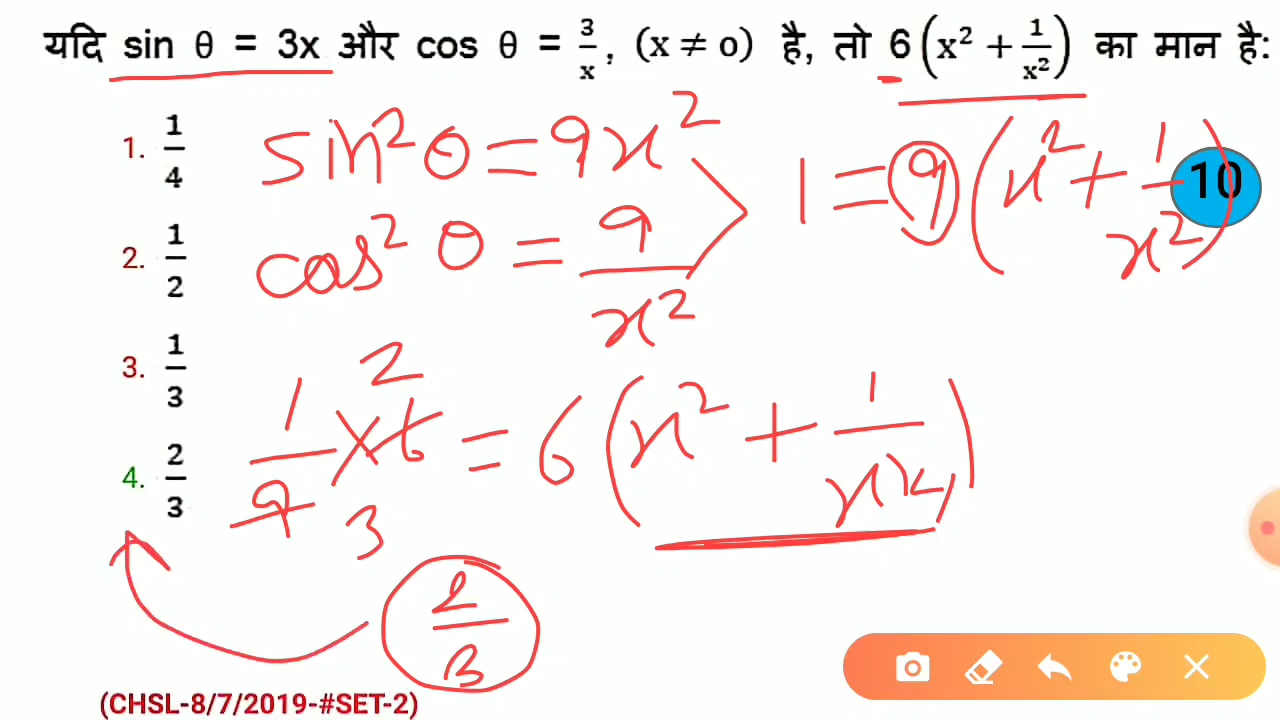 यदि sin θ = 3x और cos θ = 3/x, (x ≠ 0) है, तो 6(x² + 1/x²) का मान है:
1. 1/4
2. 1/2
3. 1/3
4. 2/3
10
sin²θ = 9x²
cos²θ = 9/x²
1 = 9(x² + 1/x²)
1/9 × 6 = 6(x² + 1/x²)
2
3
2/3
(CHSL-8/7/2019-#SET-2)